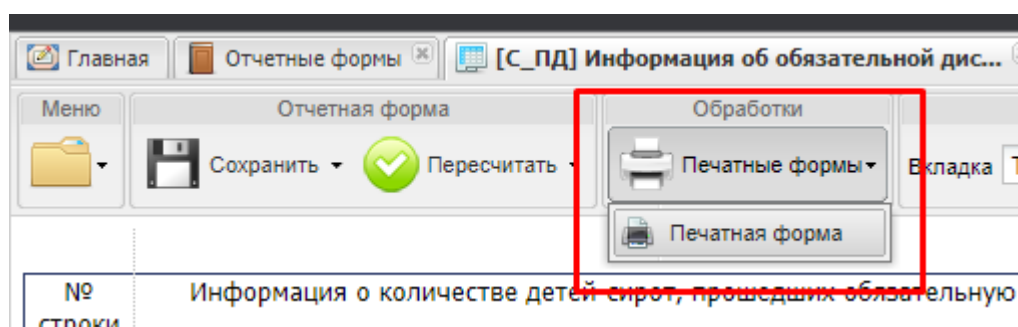 Главная Отчетные формы [С_ПД] Информация об обязательной дис...
Меню Отчетная форма Обработки
Сохранить Пересчитать Печатные формы Вкладка
Печатная форма
№ Информация о количестве детей-сирот, прошедших обязательную
строки